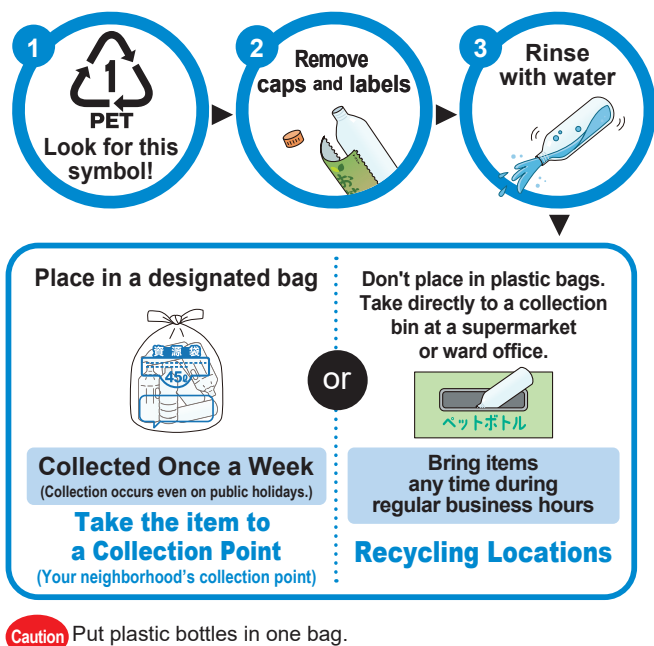 1
1
PET
Look for this
symbol!
2
Remove
caps and labels
3
Rinse
with water
Place in a designated bag
資源袋
45ℓ
Collected Once a Week
(Collection occurs even on public holidays.)
Take the item to
a Collection Point
(Your neighborhood's collection point)
or
Don't place in plastic bags.
Take directly to a collection
bin at a supermarket
or ward office.
ペットボトル
Bring items
any time during
regular business hours
Recycling Locations
Caution Put plastic bottles in one bag.